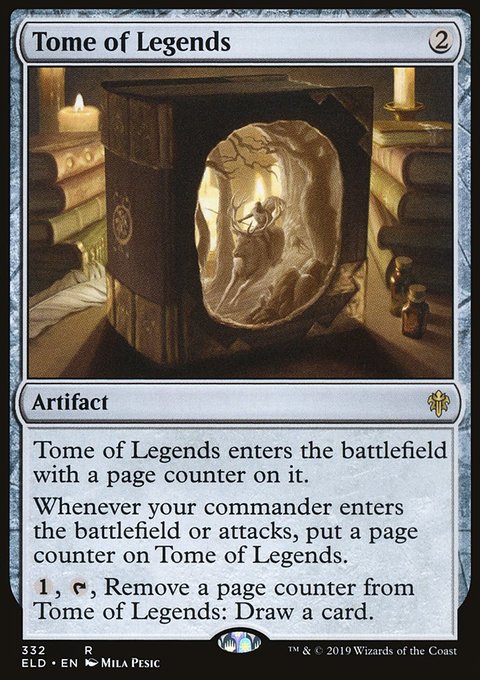 Tome of Legends 2
Artifact
Tome of Legends enters the battlefield
with a page counter on it.
Whenever your commander enters
the battlefield or attacks, put a page
counter on Tome of Legends.
1, , Remove a page counter from
Tome of Legends: Draw a card.
332 R
ELD • EN Mila Pesic
™ & © 2019 Wizards of the Coast